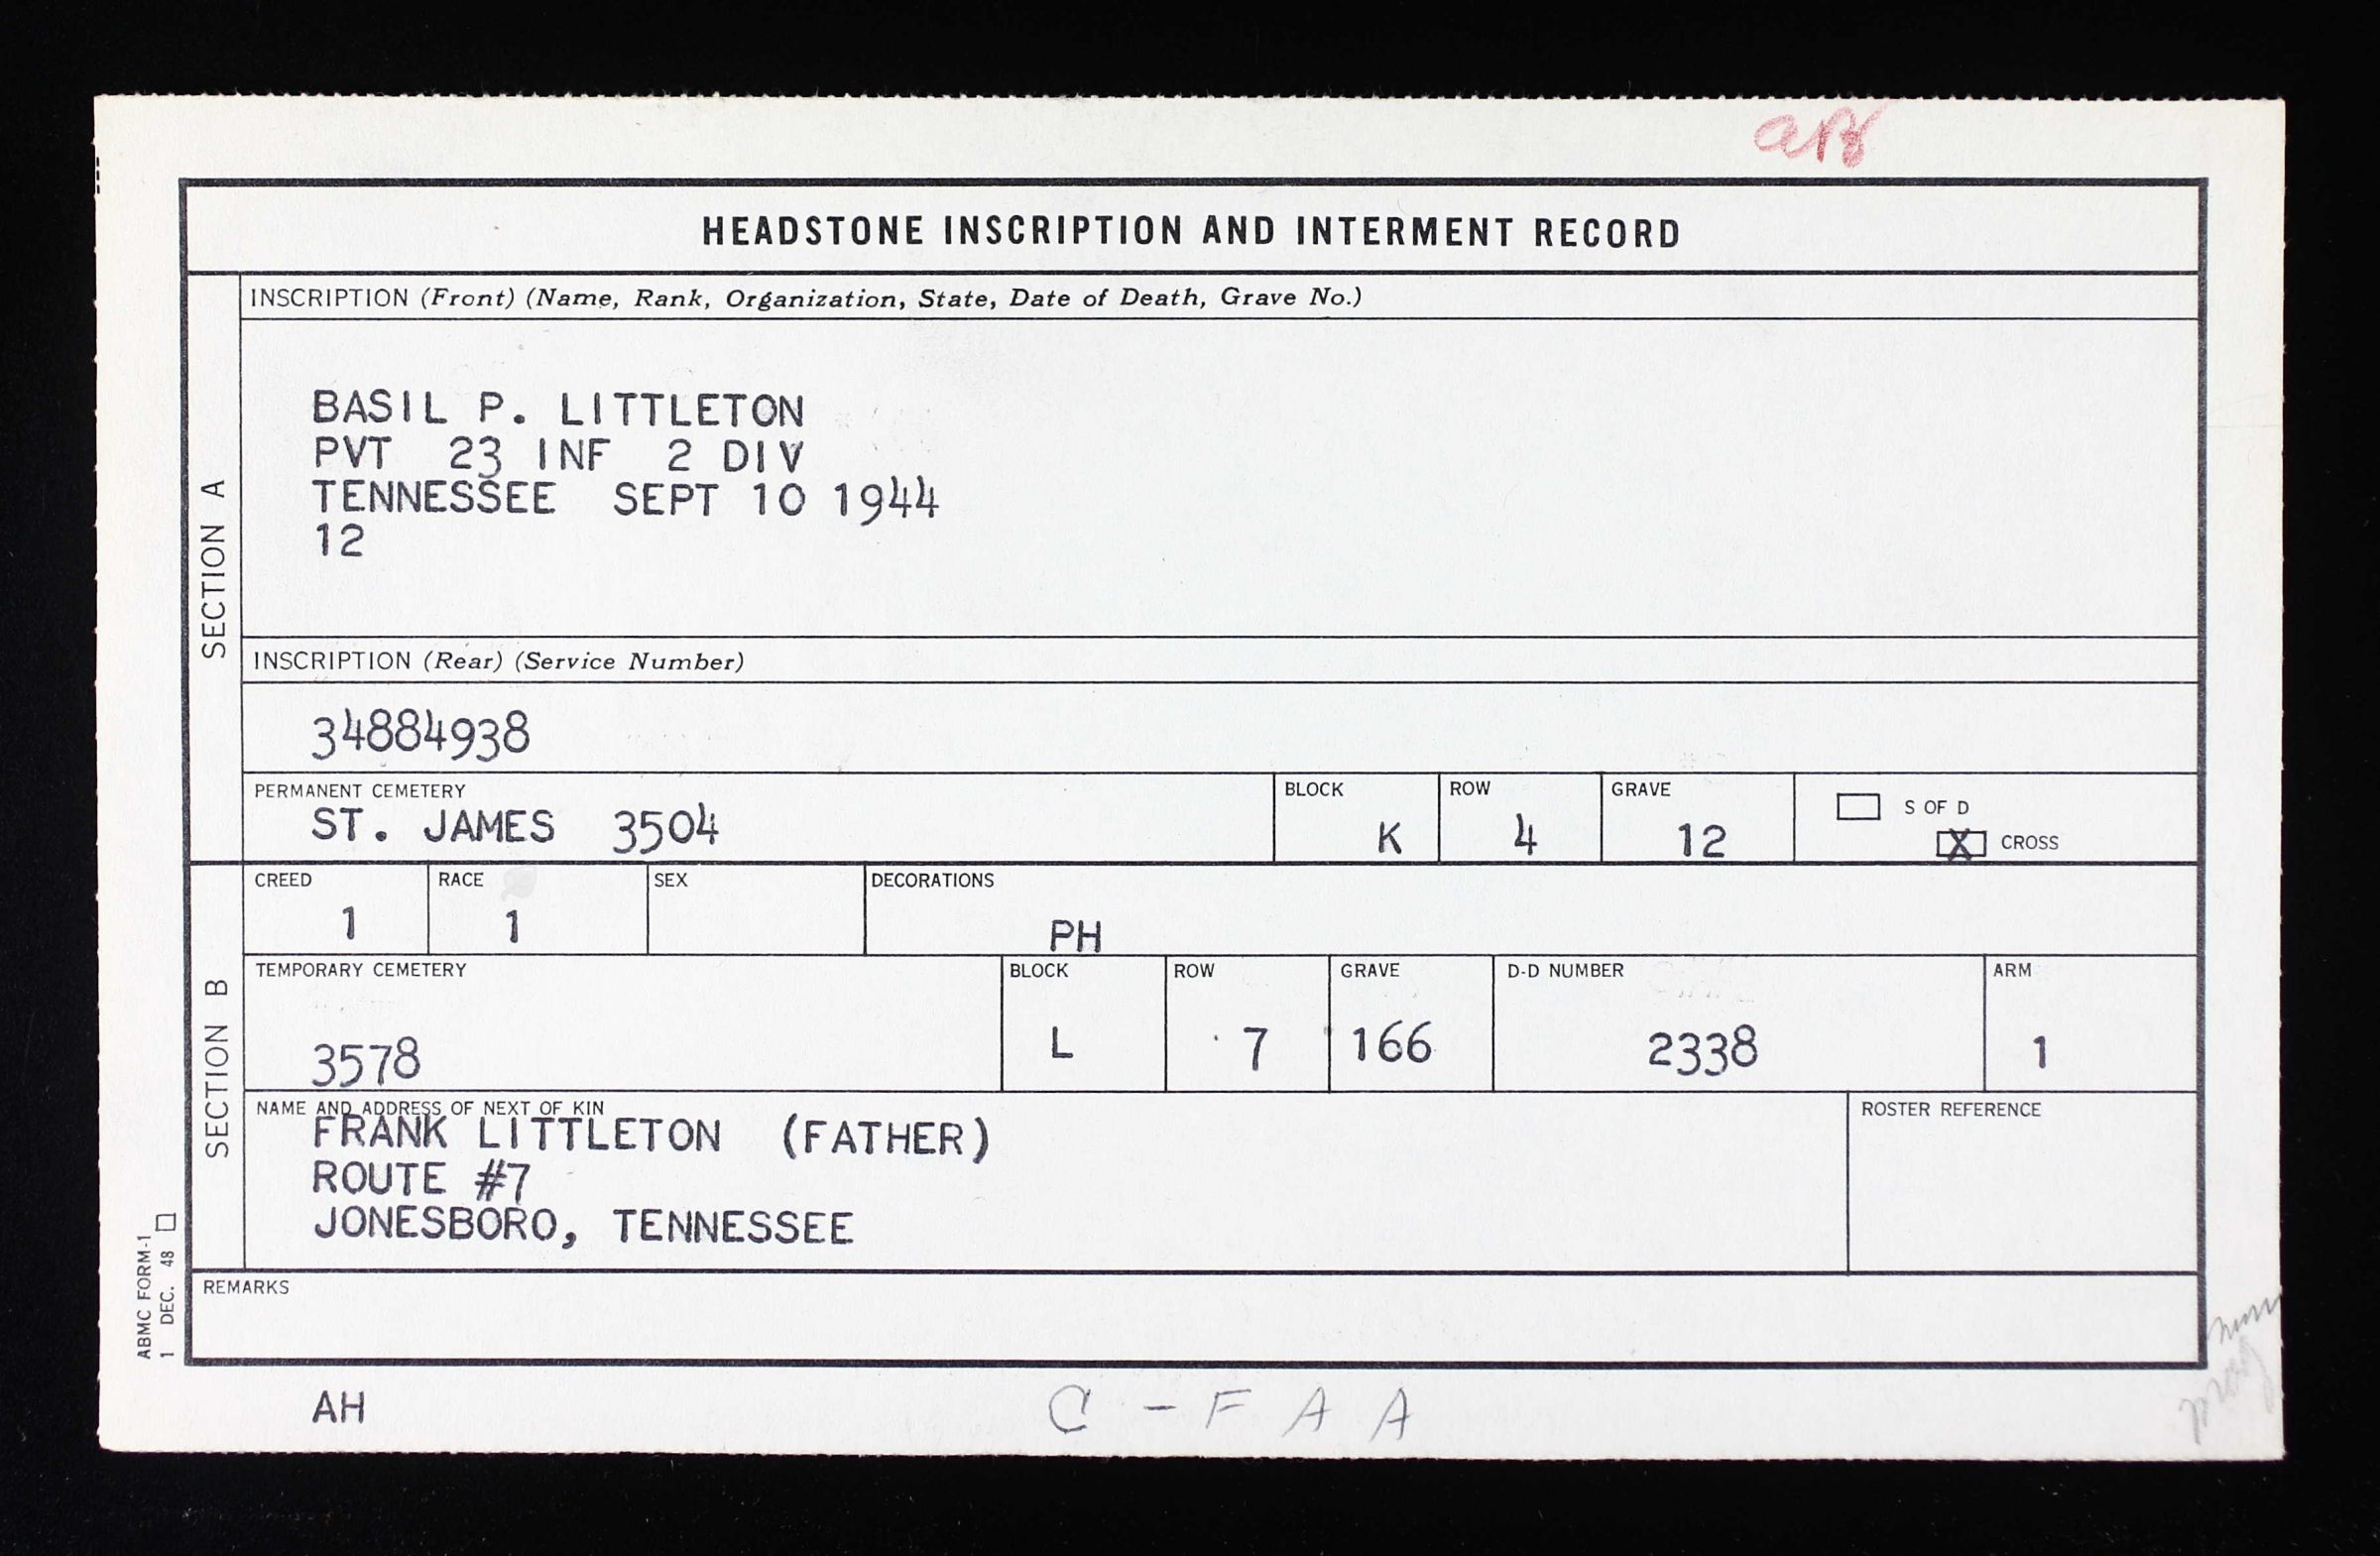 HEADSTONE INSCRIPTION AND INTERMENT RECORD
SECTION A
INSCRIPTION (Front) (Name, Rank, Organization, State, Date of Death, Grave No.)
BASIL P. LITTLETON
PVT 23 INF 2 DIV
TENNESSEE SEPT 10 1944
12
INSCRIPTION (Rear) (Service Number)
34884938
PERMANENT CEMETERY
ST. JAMES 3504
BLOCK
K
ROW
4
GRAVE
12
S OF D
X CROSS
SECTION B
CREED
1
RACE
1
SEX
DECORATIONS
PH
TEMPORARY CEMETERY
3578
BLOCK
L
ROW
7
GRAVE
166
D-D NUMBER
2338
ARM
1
NAME AND ADDRESS OF NEXT OF KIN
FRANK LITTLETON (FATHER)
ROUTE #7
JONESBORO, TENNESSEE
ROSTER REFERENCE
REMARKS
ABMC FORM-1
1 DEC. 48
AH
C - F A A